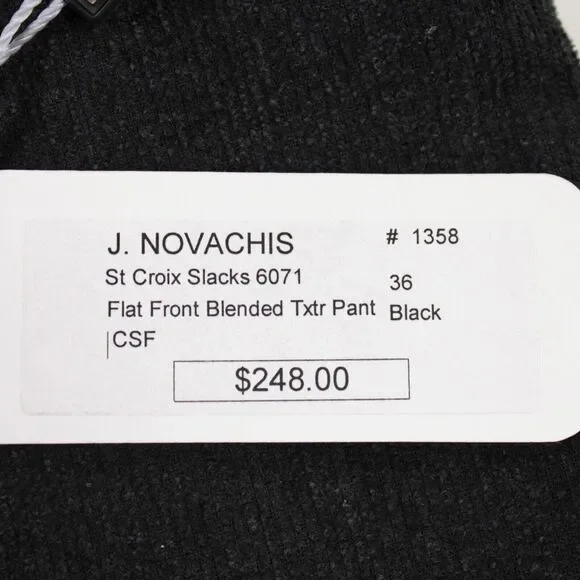 J. NOVACHIS # 1358
St Croix Slacks 6071 36
Flat Front Blended Txtr Pant Black
CSF
$248.00